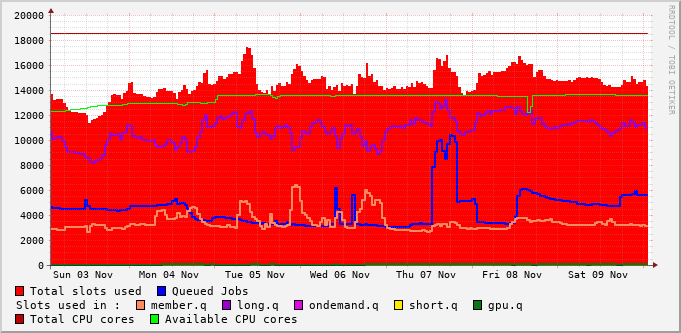 20000
18000
16000
14000
12000
10000
8000
6000
4000
2000
0
Sun 03 Nov Mon 04 Nov Tue 05 Nov Wed 06 Nov Thu 07 Nov Fri 08 Nov Sat 09 Nov
Total slots used Queued Jobs
Slots used in : member.q long.q ondemand.q short.q gpu.q
Total CPU cores Available CPU cores
RRDTOOL / TOBI OETIKER